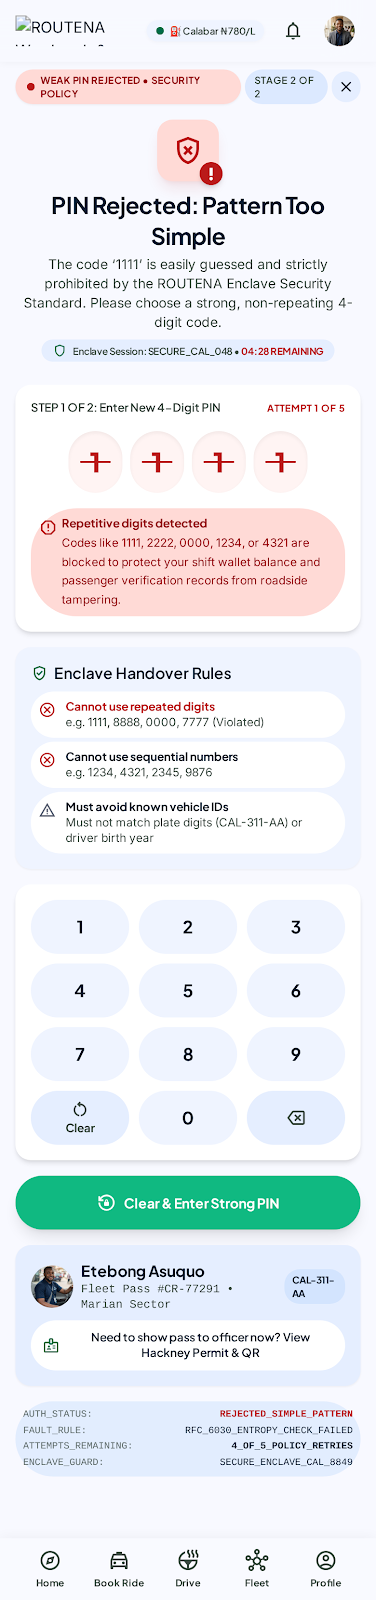 ROUTENA
Calabar ₦780/L
WEAK PIN REJECTED • SECURITY
POLICY
STAGE 2 OF
2
PIN Rejected: Pattern Too
Simple
The code ‘1111’ is easily guessed and strictly
prohibited by the ROUTENA Enclave Security
Standard. Please choose a strong, non-repeating 4-
digit code.
Enclave Session: SECURE_CAL_048 • 04:28 REMAINING
STEP 1 OF 2: Enter New 4-Digit PIN
ATTEMPT 1 OF 5
1 1 1 1
Repetitive digits detected
Codes like 1111, 2222, 0000, 1234, or 4321 are
blocked to protect your shift wallet balance and
passenger verification records from roadside
tampering.
Enclave Handover Rules
Cannot use repeated digits
e.g. 1111, 8888, 0000, 7777 (Violated)
Cannot use sequential numbers
e.g. 1234, 4321, 2345, 9876
Must avoid known vehicle IDs
Must not match plate digits (CAL-311-AA) or
driver birth year
1 2 3
4 5 6
7 8 9
Clear 0
Clear & Enter Strong PIN
Etebong Asuquo
Fleet Pass #CR-77291 •
Marian Sector
CAL-311-
AA
Need to show pass to officer now? View
Hackney Permit & QR
AUTH_STATUS: REJECTED_SIMPLE_PATTERN
FAULT_RULE: RFC_6030_ENTROPY_CHECK_FAILED
ATTEMPTS_REMAINING: 4_OF_5_POLICY_RETRIES
ENCLAVE_GUARD: SECURE_ENCLAVE_CAL_8849
Home Book Ride Drive Fleet Profile